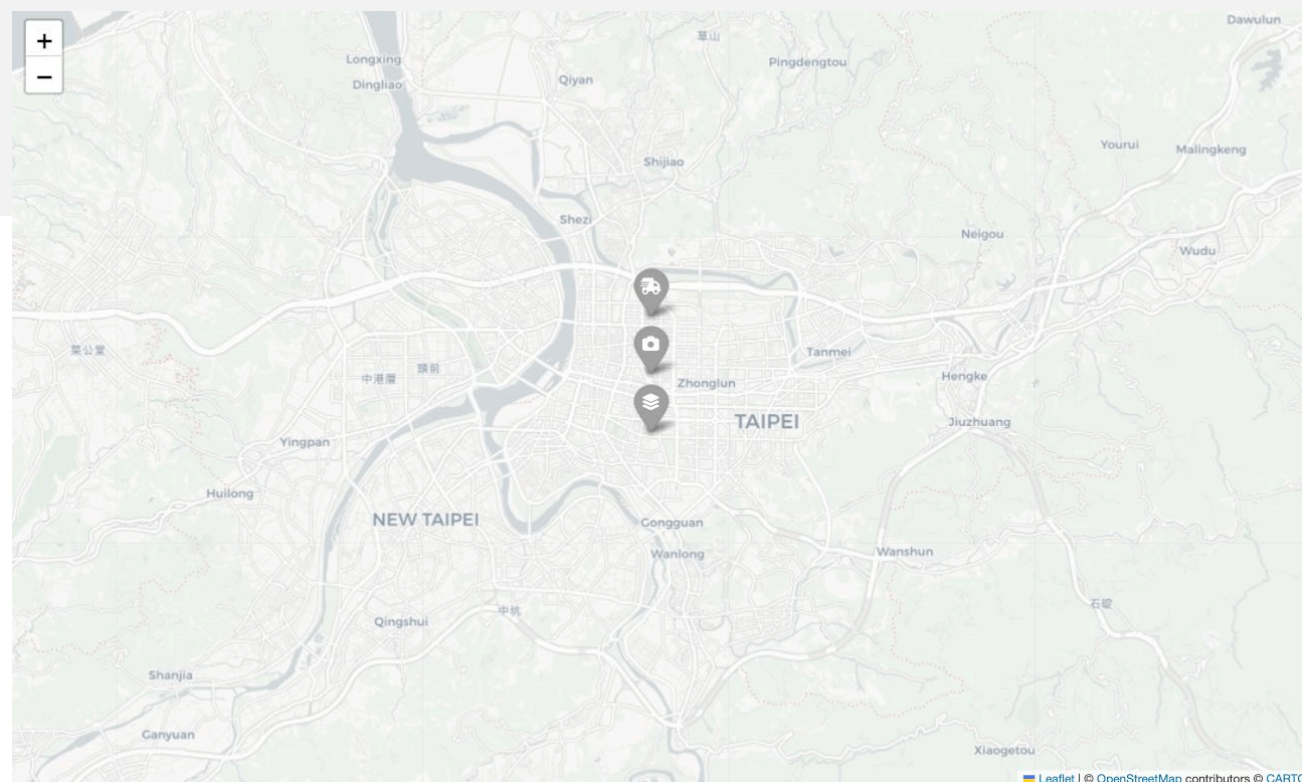 Dawulun
+
草山
Longxing
Pingdengtou
−
Qiyan
Dingliao
Yourui
Malingkeng
Shijiao
Shezi
Neigou
Wudu
菜公堂
Tanmei
頭前
中港厝
Hengke
Zhonglun
TAIPEI
Jiuzhuang
Yingpan
Huilong
NEW TAIPEI
Gongguan
Wanlong
Wanshun
石碇
中坑
Qingshui
Shanjia
Ganyuan
Xiaogetou
Leaflet | © OpenStreetMap contributors © CARTO